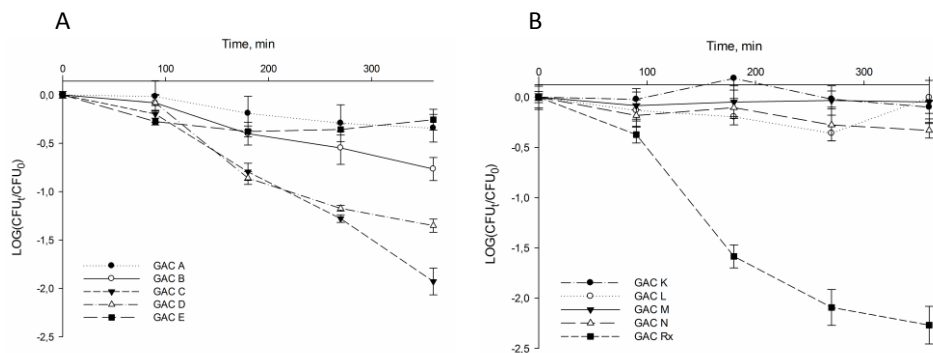 A
Time, min
0 100 200 300
0,0
-0,5
-1,0
-1,5
-2,0
-2,5
LOG(CFUt/CFU0)
GAC A
GAC B
GAC C
GAC D
GAC E
B
Time, min
0 100 200 300
0,0
-0,5
-1,0
-1,5
-2,0
-2,5
LOG(CFUt/CFU0)
GAC K
GAC L
GAC M
GAC N
GAC Rx